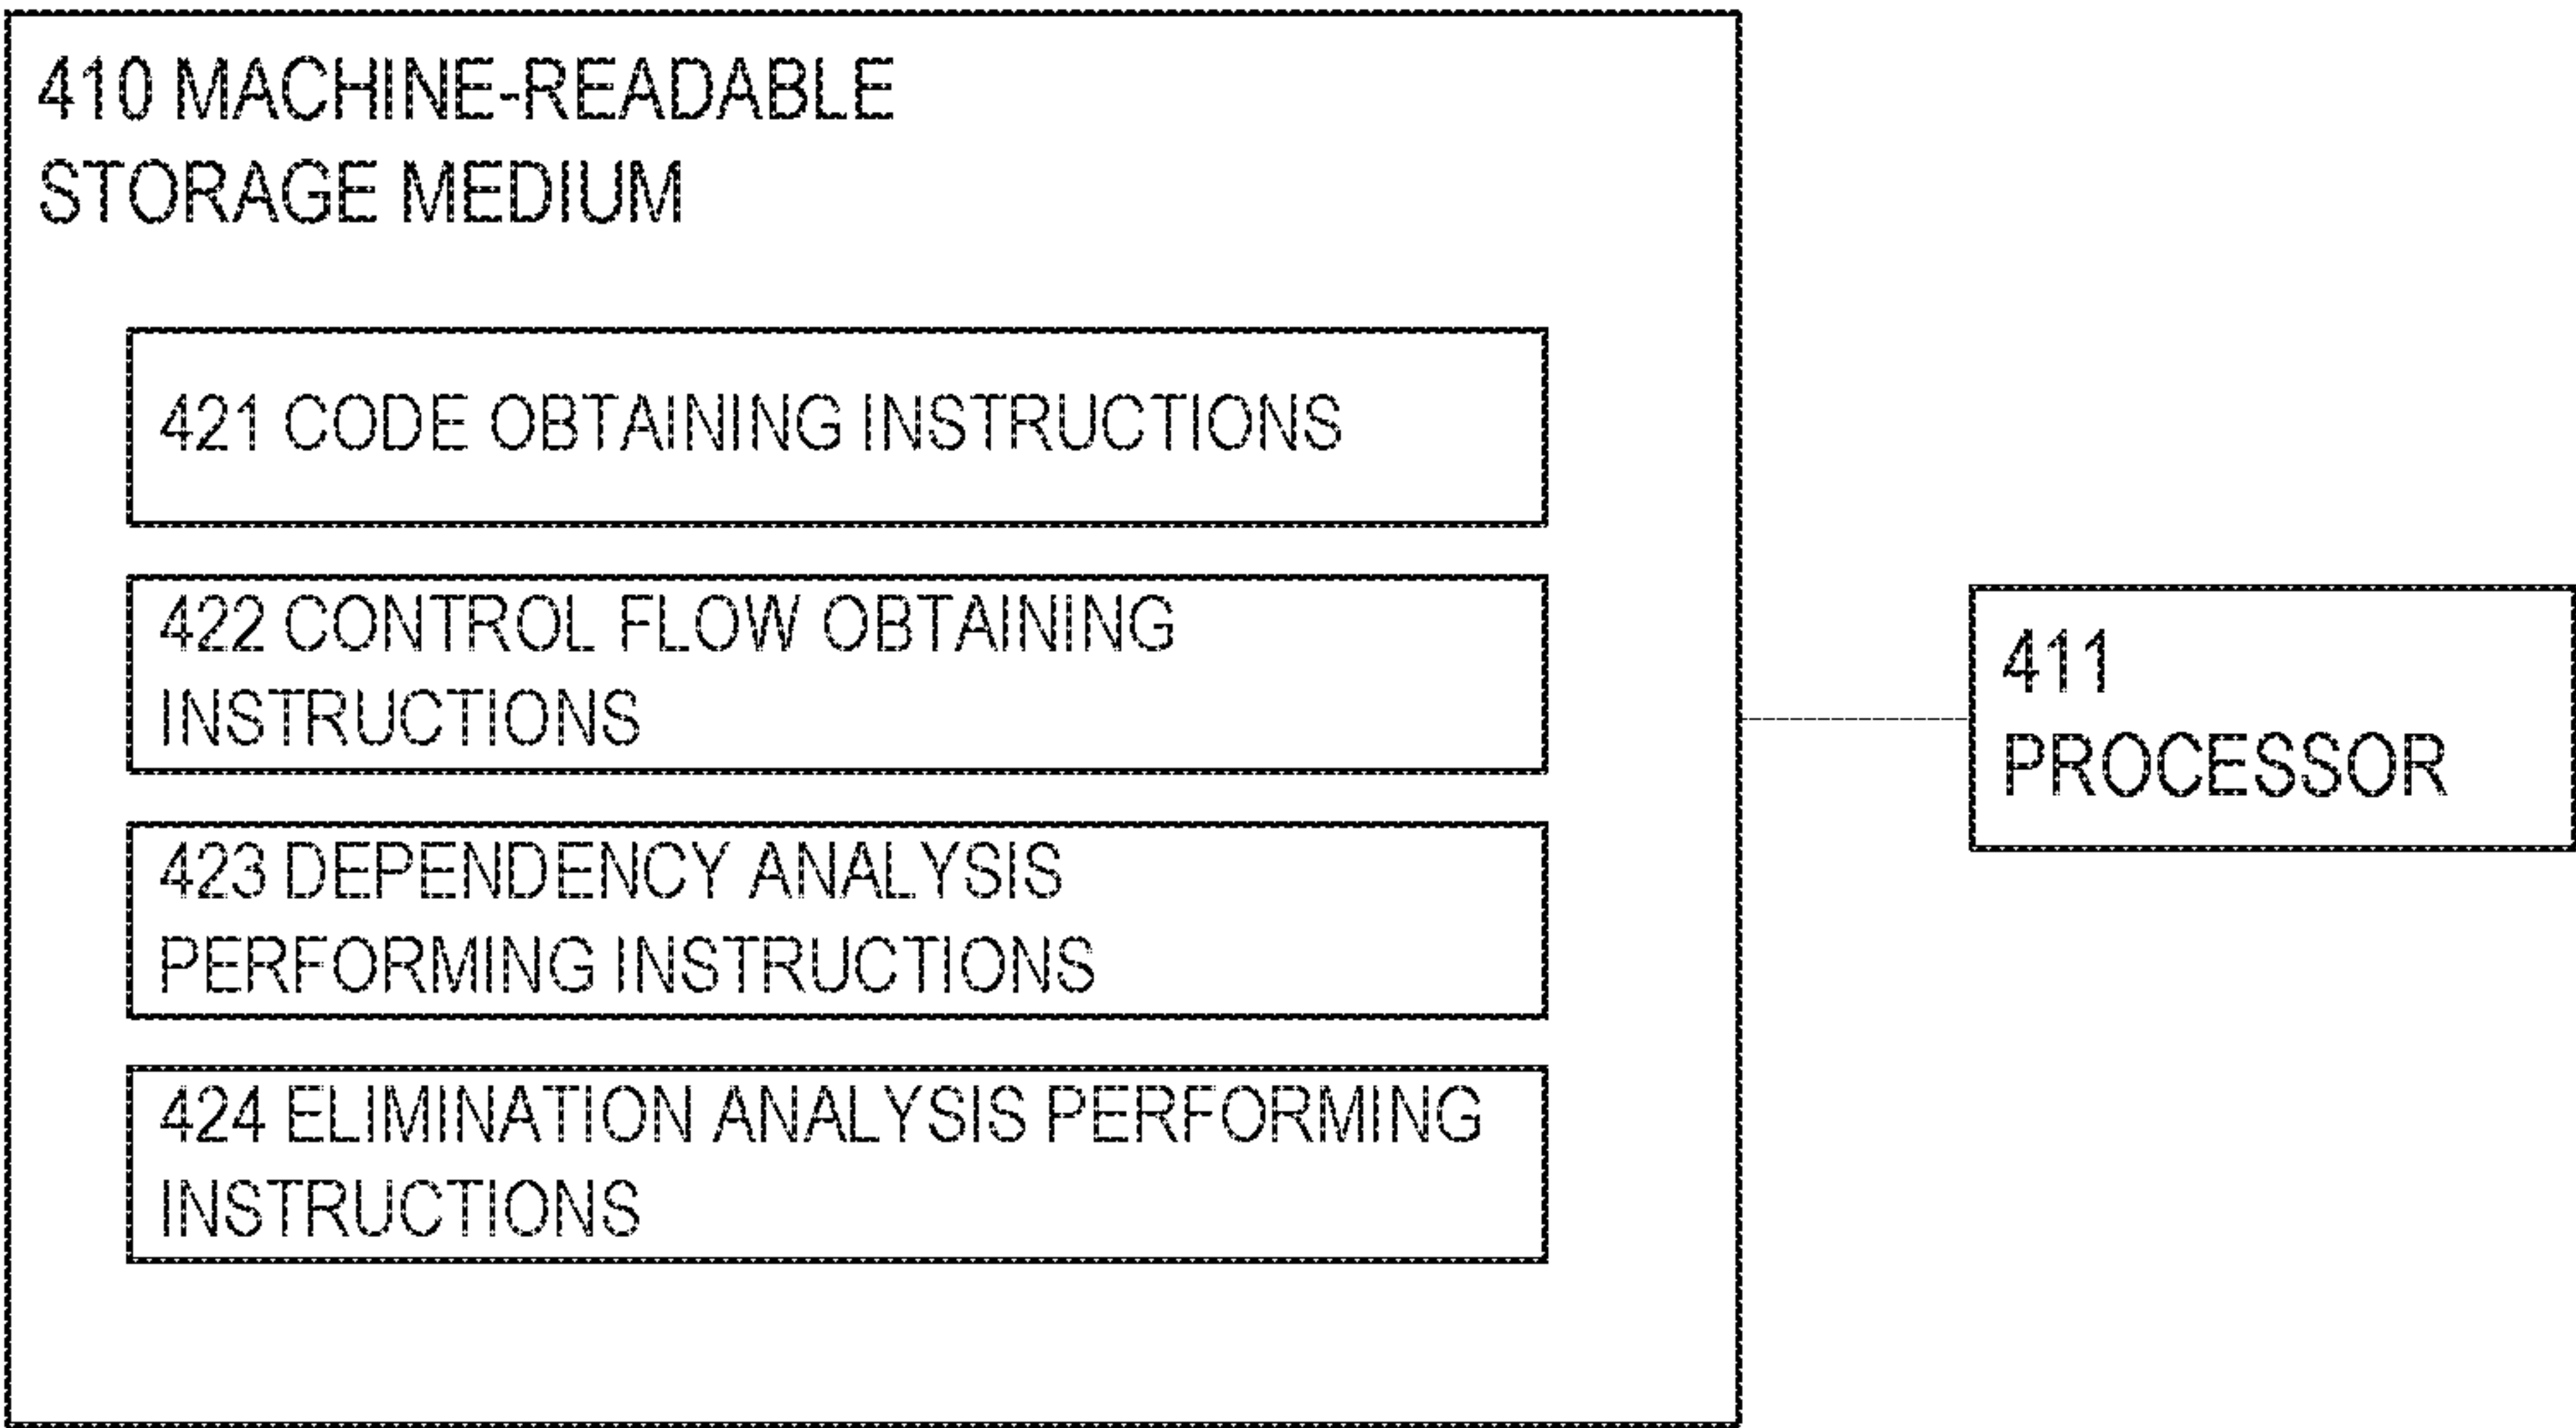 410 MACHINE-READABLE
STORAGE MEDIUM
421 CODE OBTAINING INSTRUCTIONS
422 CONTROL FLOW OBTAINING
INSTRUCTIONS
423 DEPENDENCY ANALYSIS
PERFORMING INSTRUCTIONS
424 ELIMINATION ANALYSIS PERFORMING
INSTRUCTIONS
411
PROCESSOR